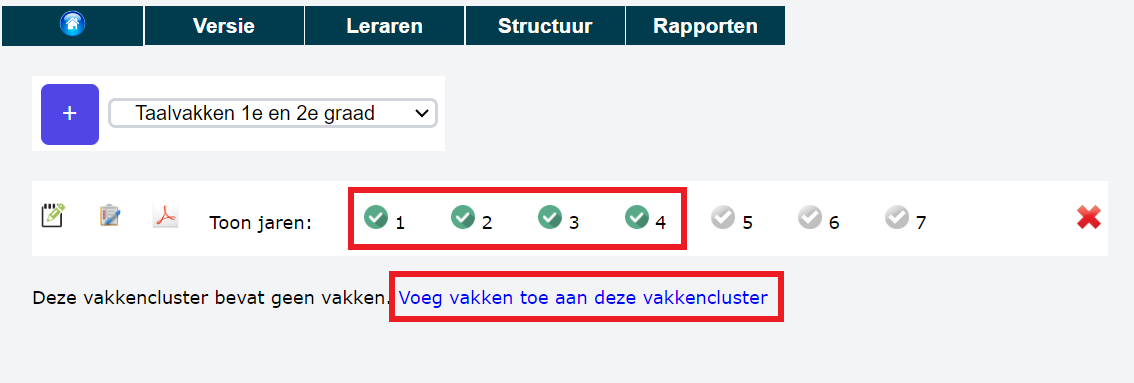 Versie Leraren Structuur Rapporten
+ Taalvakken 1e en 2e graad
Toon jaren: 1 2 3 4 5 6 7
Deze vakkencluster bevat geen vakken. Voeg vakken toe aan deze vakkencluster